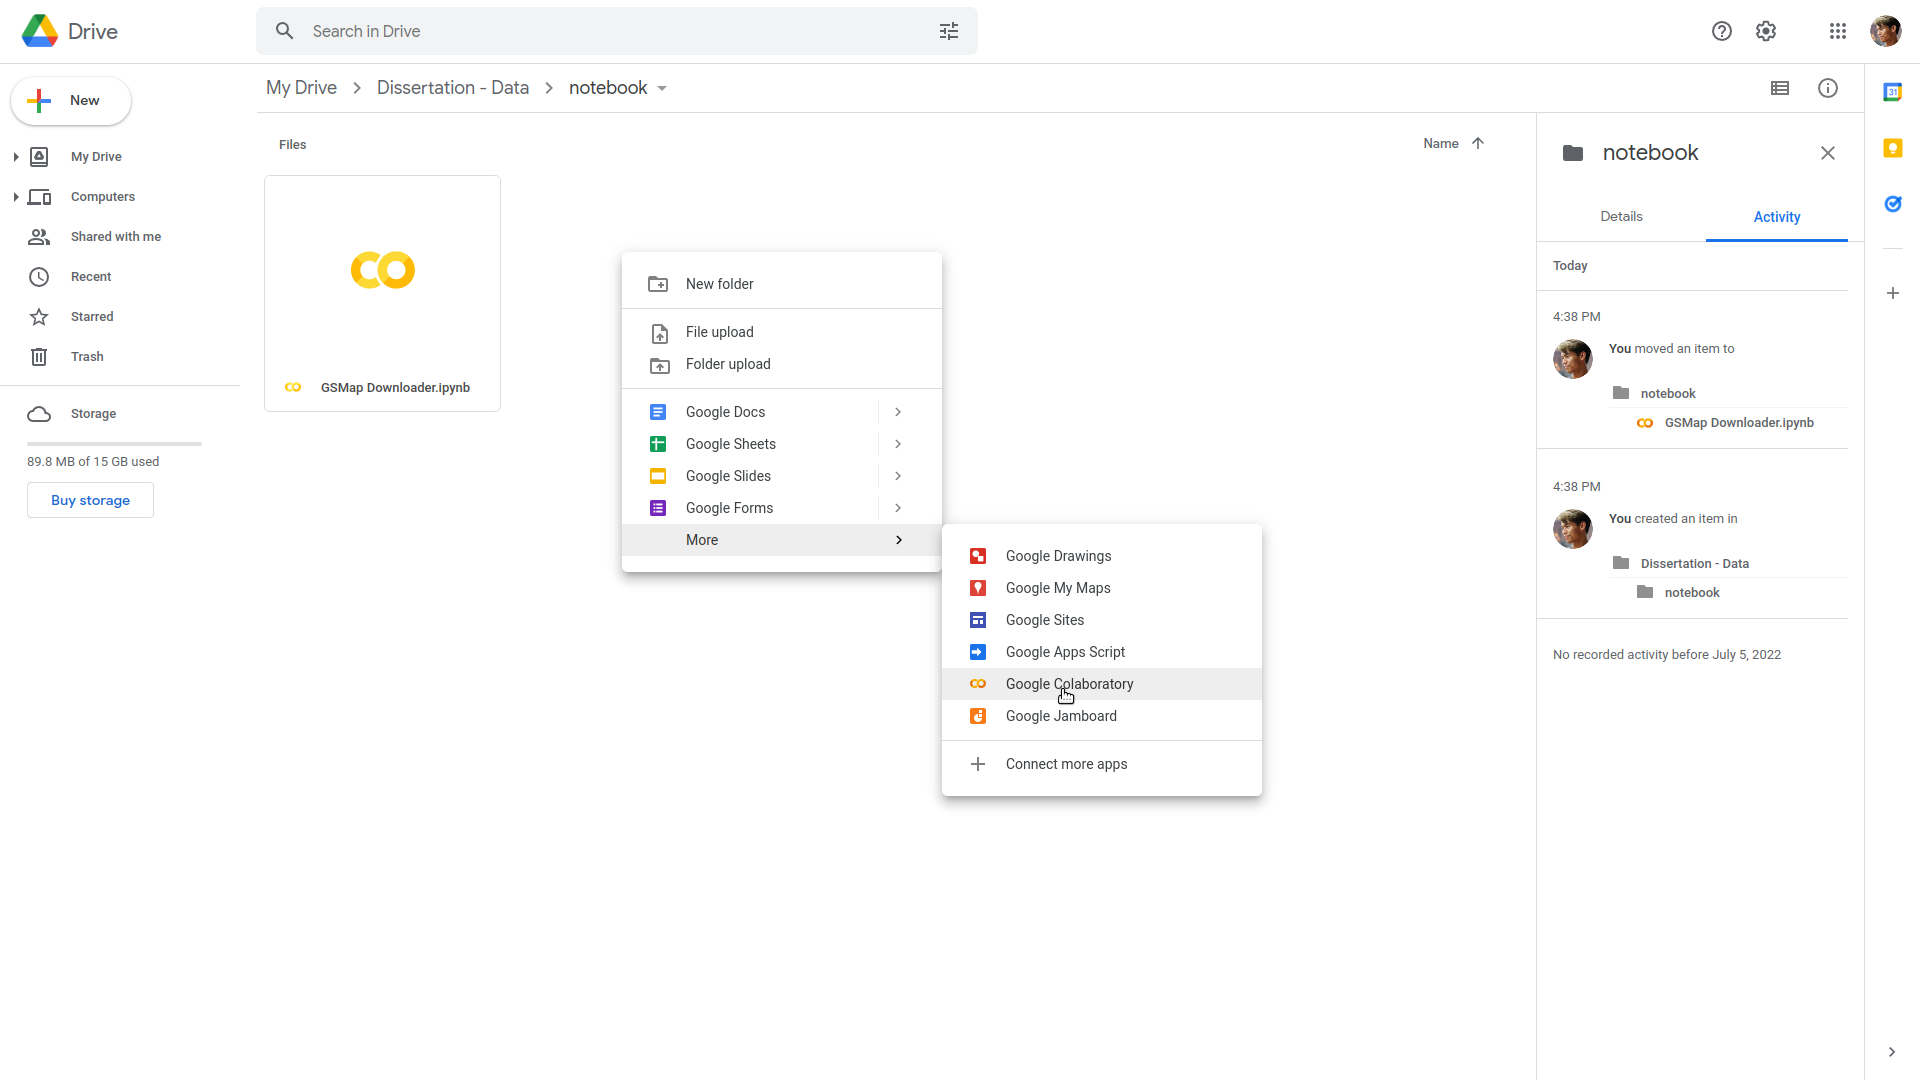 Drive
Search in Drive
My Drive
Dissertation - Data
notebook
New
My Drive
Computers
Shared with me
Recent
Starred
Trash
Storage
89.8 MB of 15 GB used
Buy storage
Files
Name
GSMap Downloader.ipynb
New folder
File upload
Folder upload
Google Docs
Google Sheets
Google Slides
Google Forms
More
Google Drawings
Google My Maps
Google Sites
Google Apps Script
Google Colaboratory
Google Jamboard
Connect more apps
notebook
Details
Activity
Today
4:38 PM
You moved an item to
notebook
GSMap Downloader.ipynb
4:38 PM
You created an item in
Dissertation - Data
notebook
No recorded activity before July 5, 2022
31